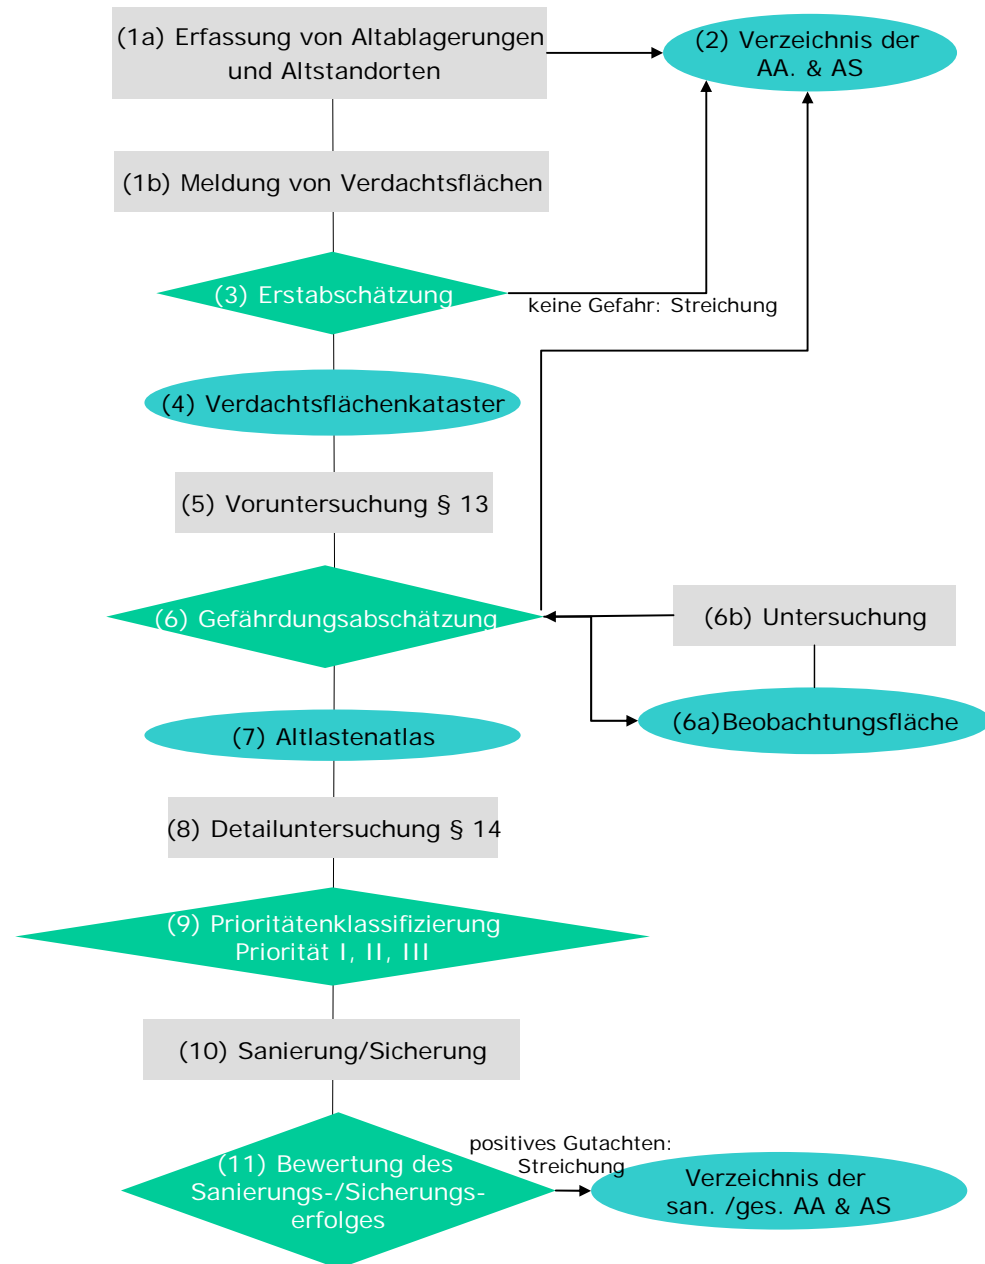 (1a) Erfassung von Altablagerungen
und Altstandorten
(2) Verzeichnis der
AA. & AS
(1b) Meldung von Verdachtsflächen
(3) Erstabschätzung
keine Gefahr: Streichung
(4) Verdachtsflächenkataster
(5) Voruntersuchung § 13
(6) Gefährdungsabschätzung
(6b) Untersuchung
(6a)Beobachtungsfläche
(7) Altlastenatlas
(8) Detailuntersuchung § 14
(9) Prioritätenklassifizierung
Priorität I, II, III
(10) Sanierung/Sicherung
(11) Bewertung des
Sanierungs-/Sicherungs-
erfolges
positives Gutachten:
Streichung
Verzeichnis der
san. /ges. AA & AS